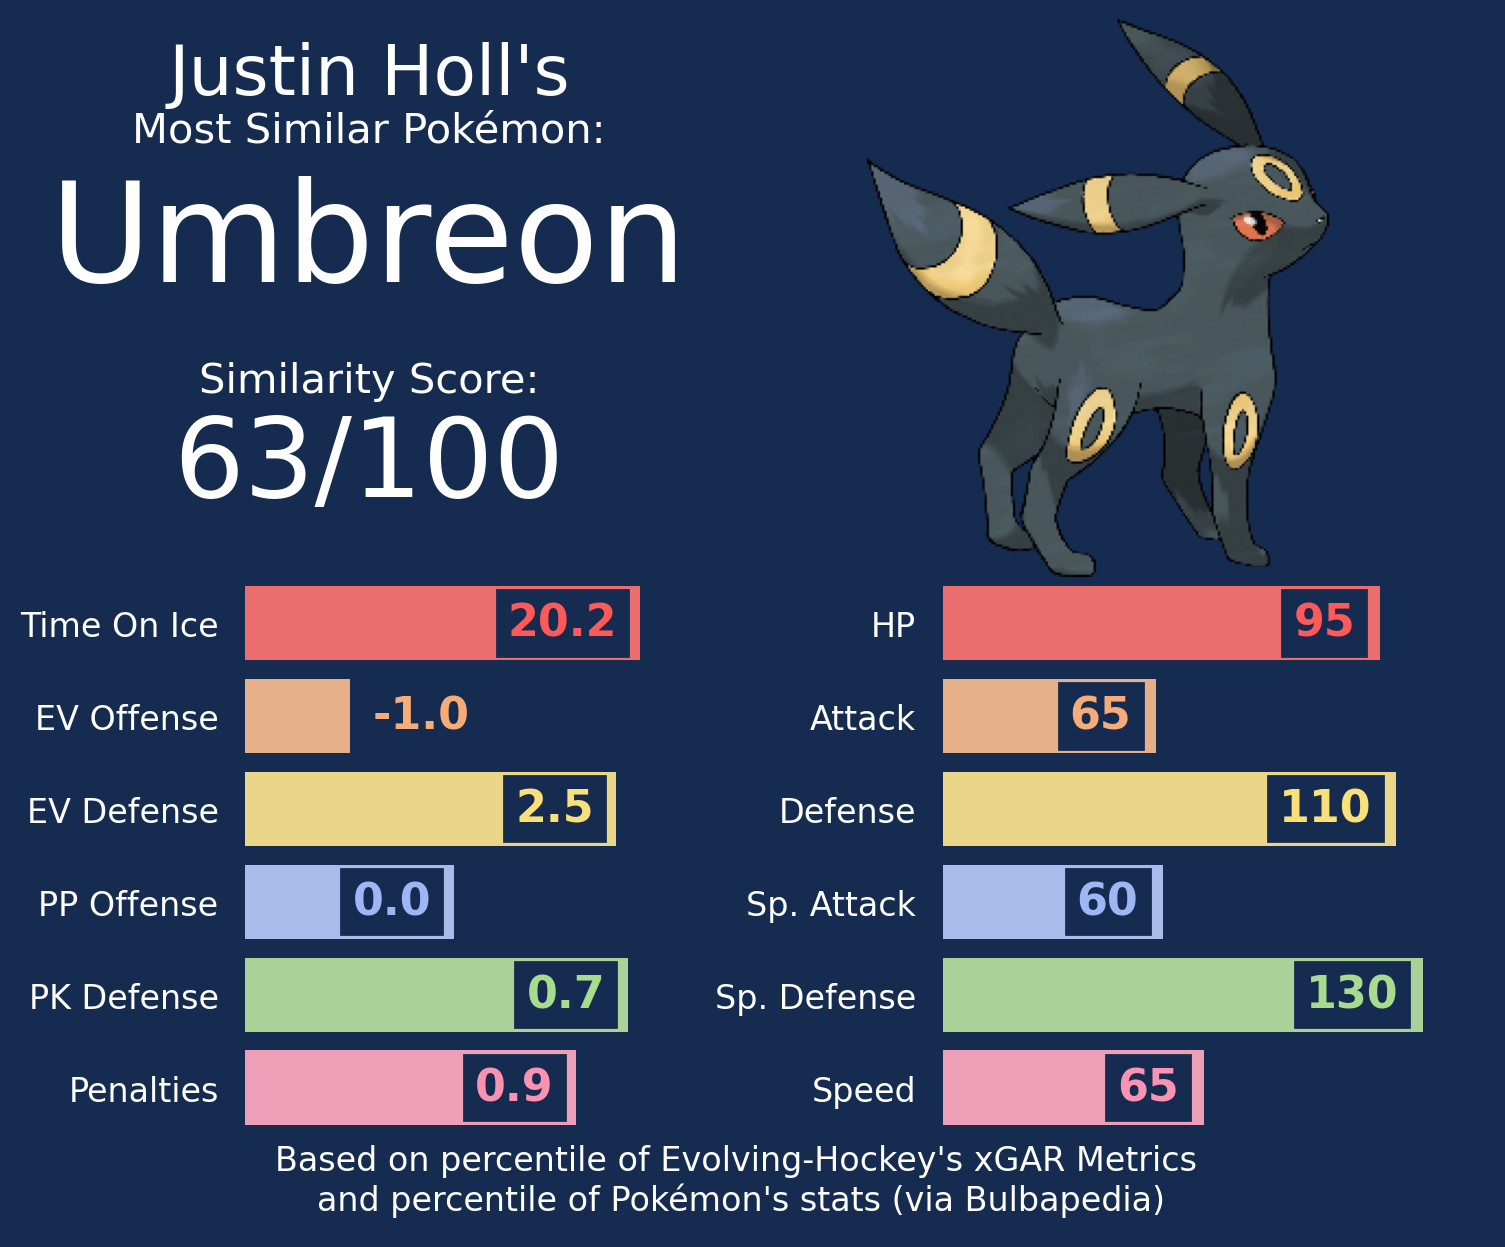 Justin Holl's
Most Similar Pokémon:
Umbreon
Similarity Score:
63/100
Time On Ice 20.2
EV Offense -1.0
EV Defense 2.5
PP Offense 0.0
PK Defense 0.7
Penalties 0.9
HP 95
Attack 65
Defense 110
Sp. Attack 60
Sp. Defense 130
Speed 65
Based on percentile of Evolving-Hockey's xGAR Metrics
and percentile of Pokémon's stats (via Bulbapedia)